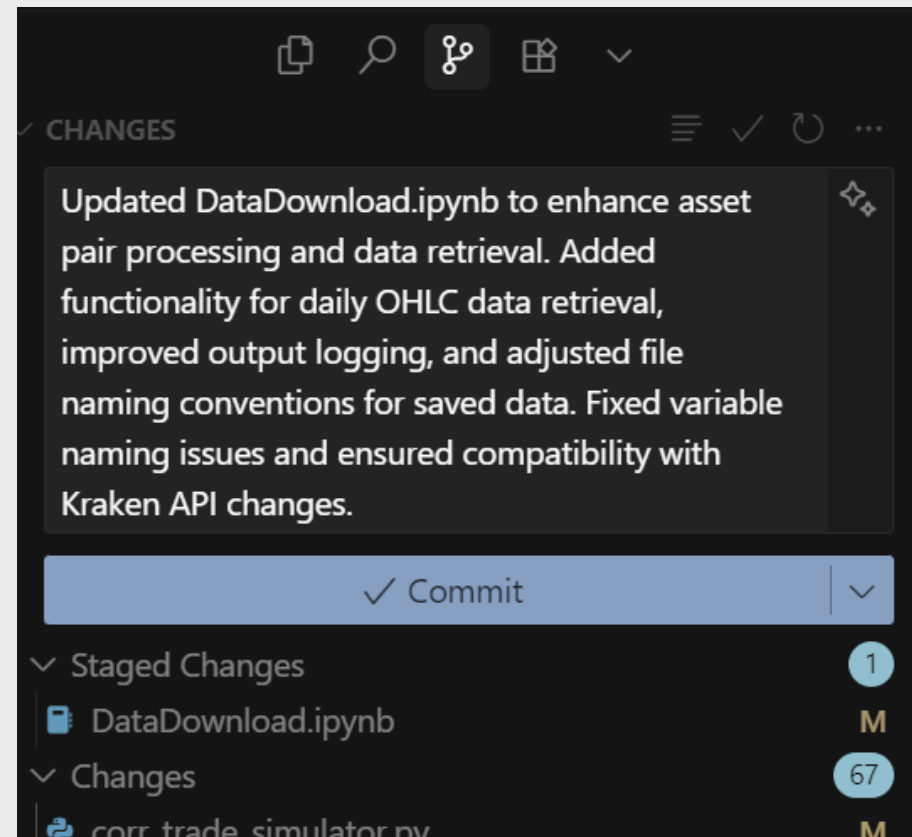 CHANGES
Updated DataDownload.ipynb to enhance asset
pair processing and data retrieval. Added
functionality for daily OHLC data retrieval,
improved output logging, and adjusted file
naming conventions for saved data. Fixed variable
naming issues and ensured compatibility with
Kraken API changes.
Commit
Staged Changes 1
DataDownload.ipynb M
Changes 67
corr_trade_simulator.py M